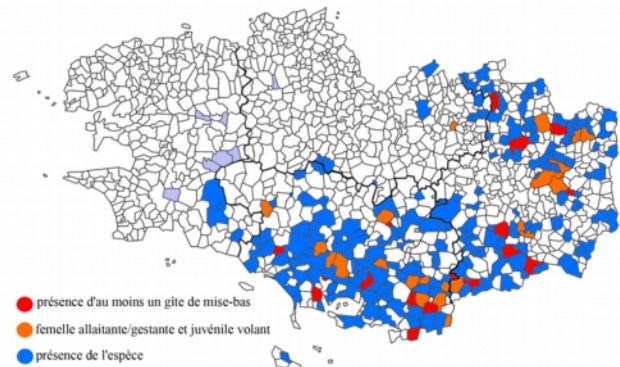 présence d'au moins un gîte de mise-bas
femelle allaitante/gestante et juvénile volant
présence de l'espèce